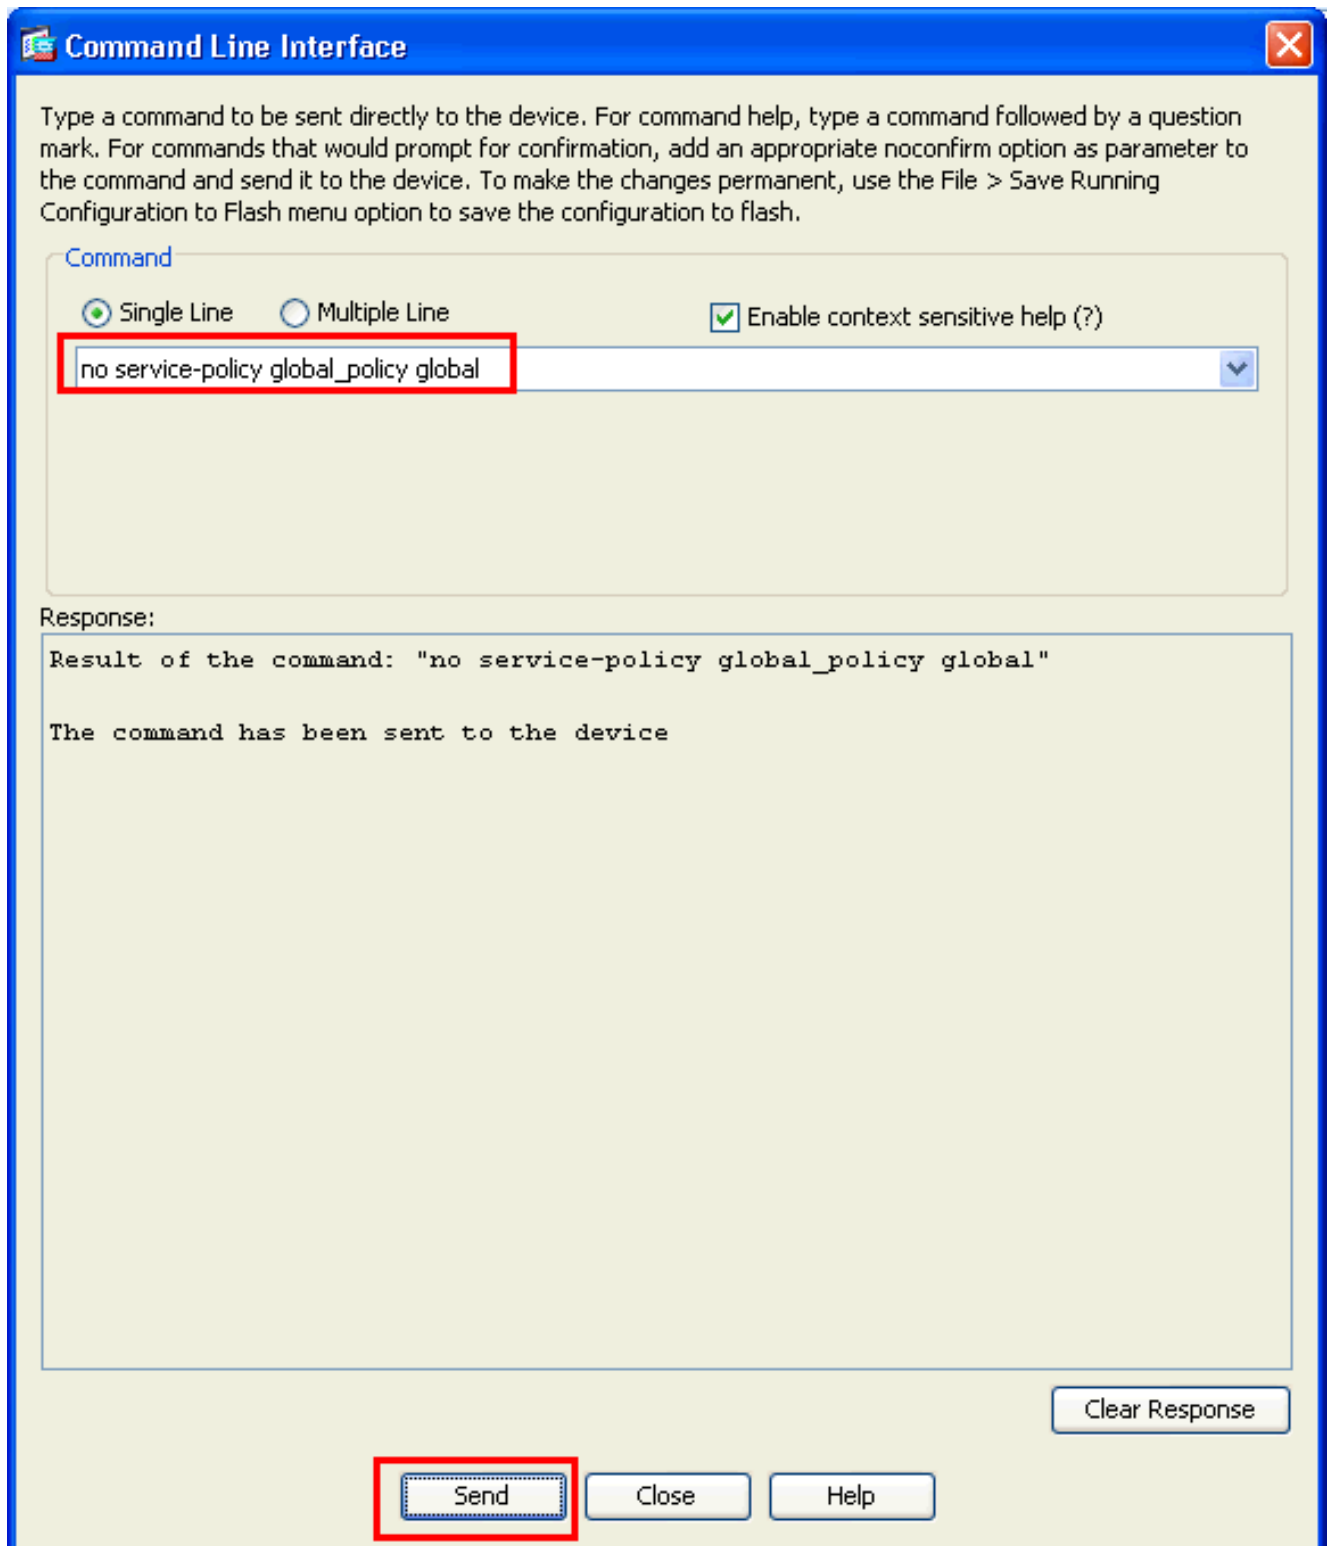 Command Line Interface
Type a command to be sent directly to the device. For command help, type a command followed by a question
mark. For commands that would prompt for confirmation, add an appropriate noconfirm option as parameter to
the command and send it to the device. To make the changes permanent, use the File > Save Running
Configuration to Flash menu option to save the configuration to flash.
Command
Single Line Multiple Line Enable context sensitive help (?)
no service-policy global_policy global
Response:
Result of the command: "no service-policy global_policy global"
The command has been sent to the device
Clear Response
Send Close Help